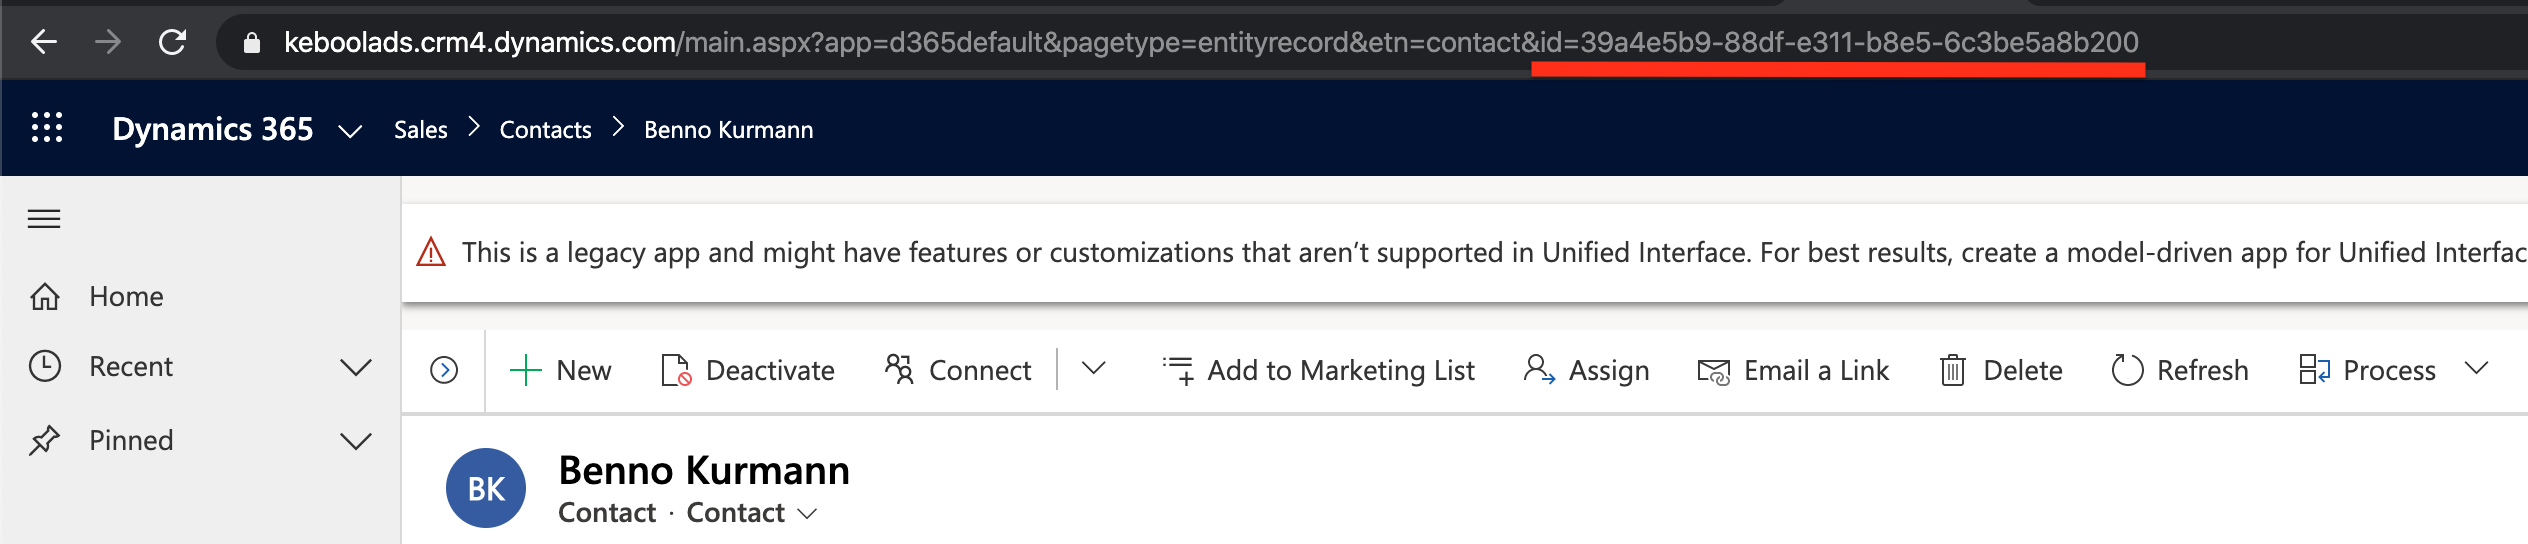 keboolads.crm4.dynamics.com/main.aspx?app=d365default&pagetype=entityrecord&etn=contact&id=39a4e5b9-88df-e311-b8e5-6c3be5a8b200
Dynamics 365 Sales Contacts Benno Kurmann
This is a legacy app and might have features or customizations that aren't supported in Unified Interface. For best results, create a model-driven app for Unified Interfac
Home
Recent
Pinned
New Deactivate Connect Add to Marketing List Assign Email a Link Delete Refresh Process
BK
Benno Kurmann
Contact · Contact